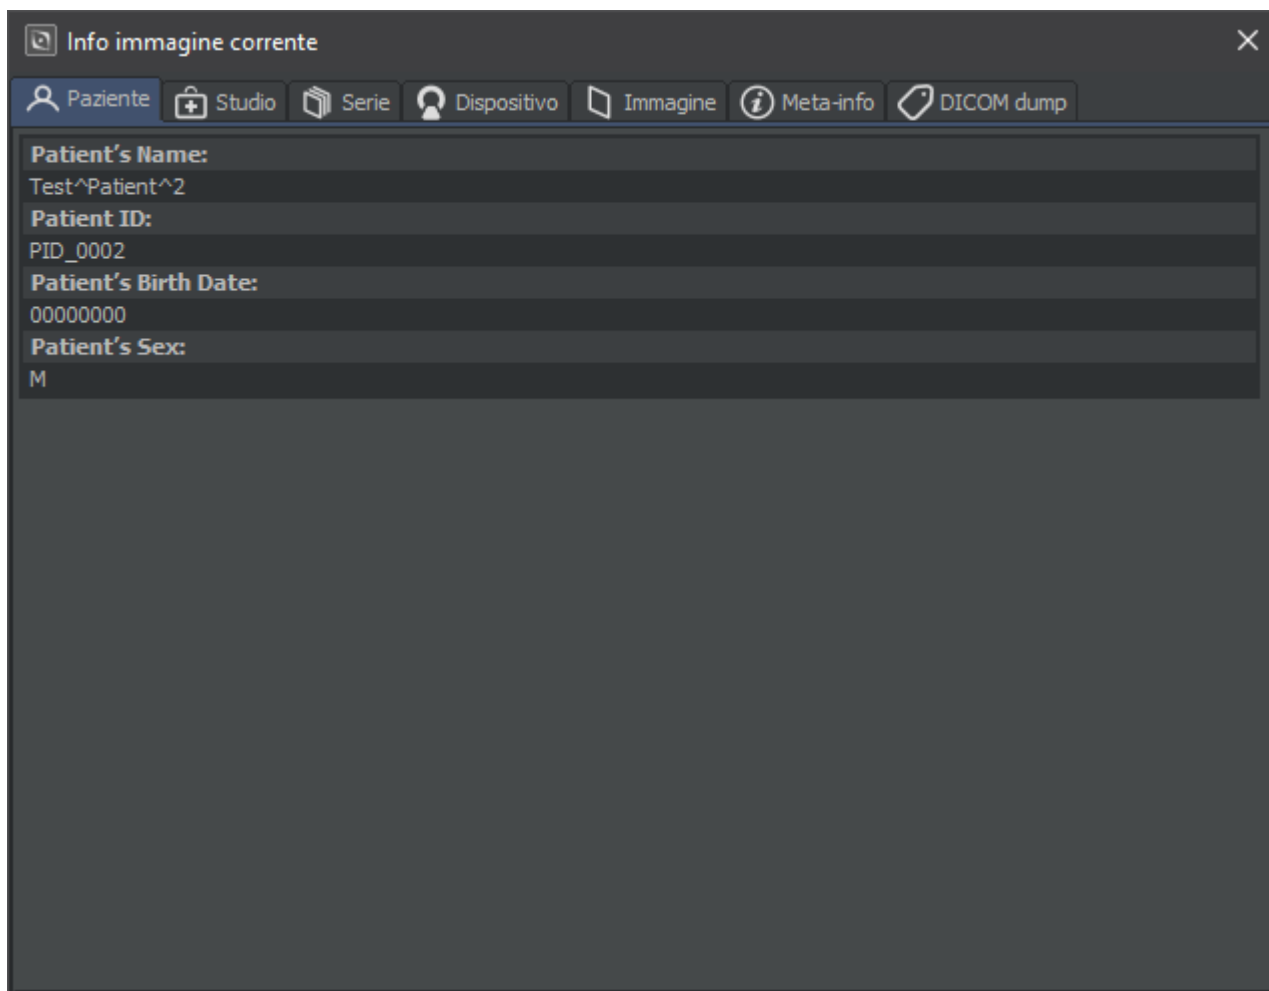 Info immagine corrente
Paziente Studio Serie Dispositivo Immagine Meta-info DICOM dump
Patient's Name:
Test^Patient^2
Patient ID:
PID_0002
Patient's Birth Date:
00000000
Patient's Sex:
M